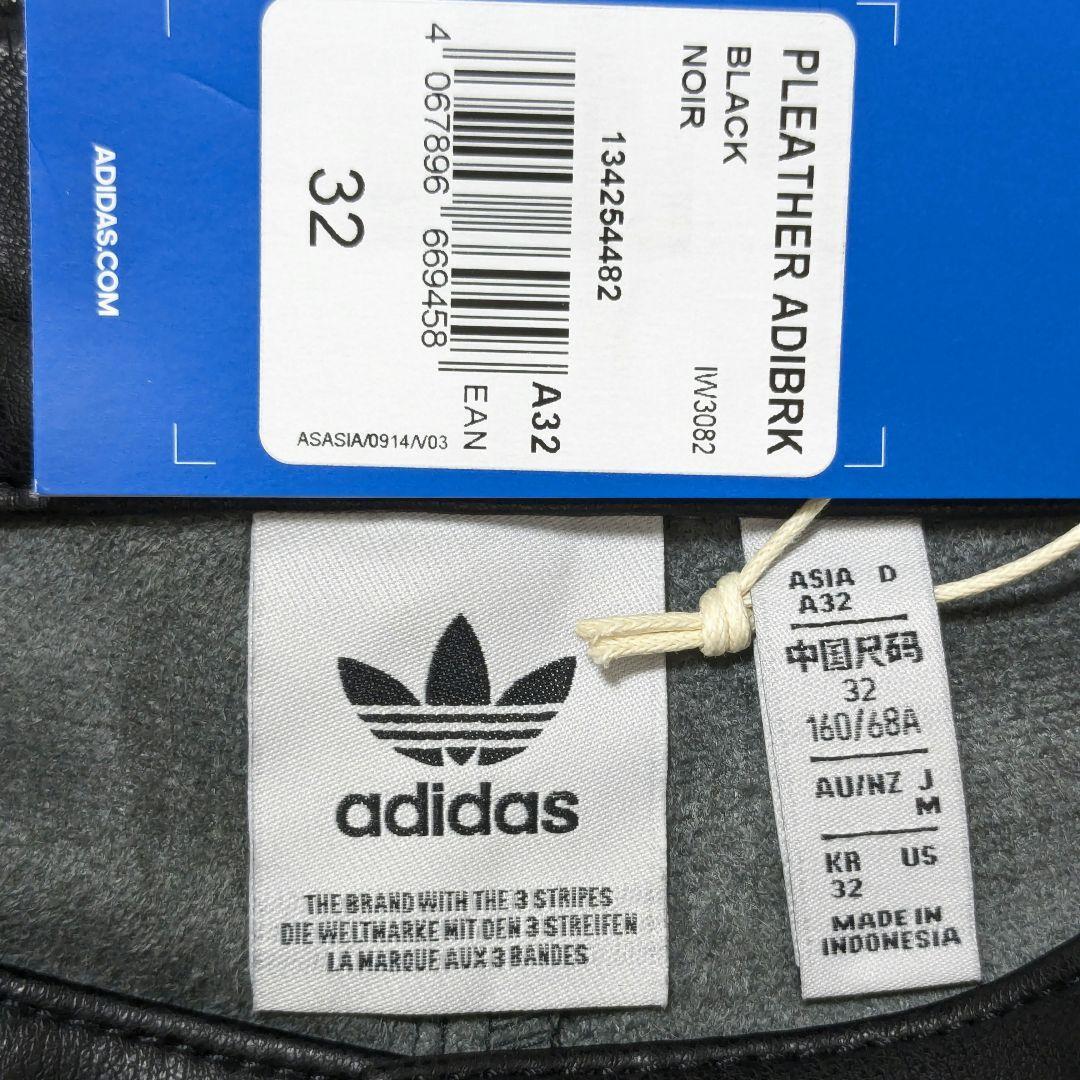 PLEATHER ADIBRK
BLACK
NOIR
IW3082
134254482
A32
EAN
4 067896 669458
32
ASASIA/0914/V03
ADIDAS.COM
adidas
THE BRAND WITH THE 3 STRIPES
DIE WELTMARKE MIT DEN 3 STREIFEN
LA MARQUE AUX 3 BANDES
ASIA D
A32
中国尺码
32
160/68A
AU/NZ J
M
KR US
32
MADE IN
INDONESIA